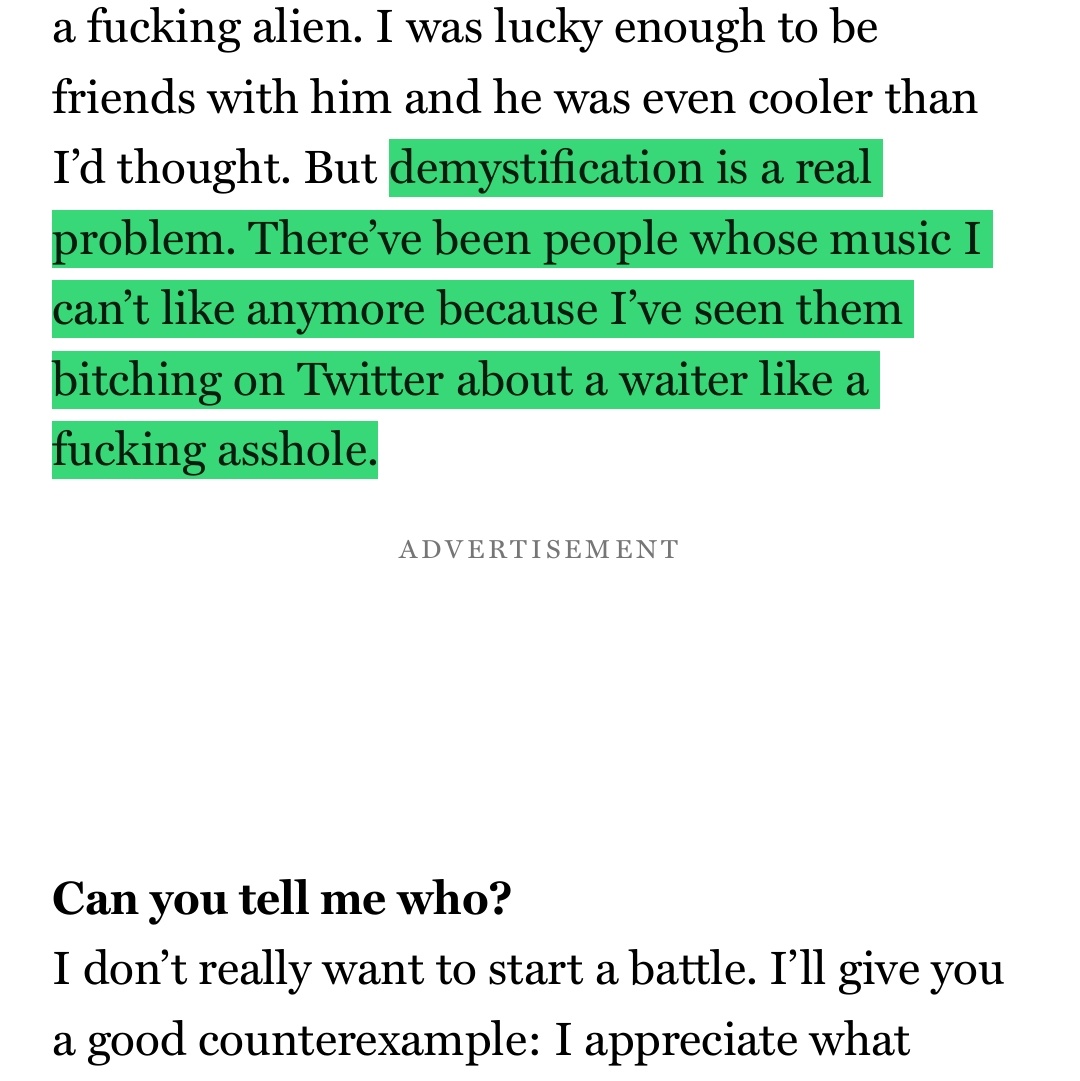 a fucking alien. I was lucky enough to be
friends with him and he was even cooler than
I’d thought. But demystification is a real
problem. There’ve been people whose music I
can’t like anymore because I’ve seen them
bitching on Twitter about a waiter like a
fucking asshole.
ADVERTISEMENT
Can you tell me who?
I don’t really want to start a battle. I’ll give you
a good counterexample: I appreciate what